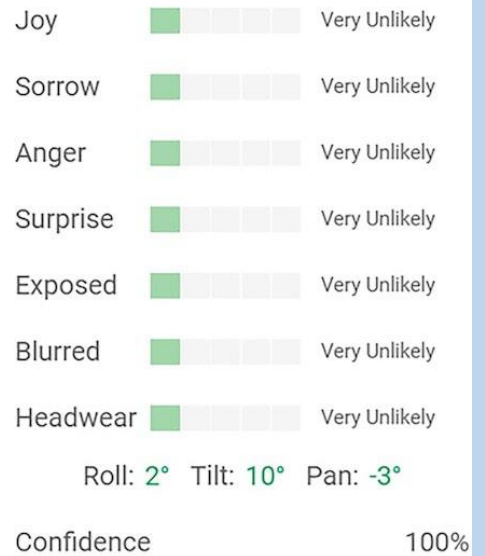 Joy Very Unlikely
Sorrow Very Unlikely
Anger Very Unlikely
Surprise Very Unlikely
Exposed Very Unlikely
Blurred Very Unlikely
Headwear Very Unlikely
Roll: 2° Tilt: 10° Pan: -3°
Confidence 100%